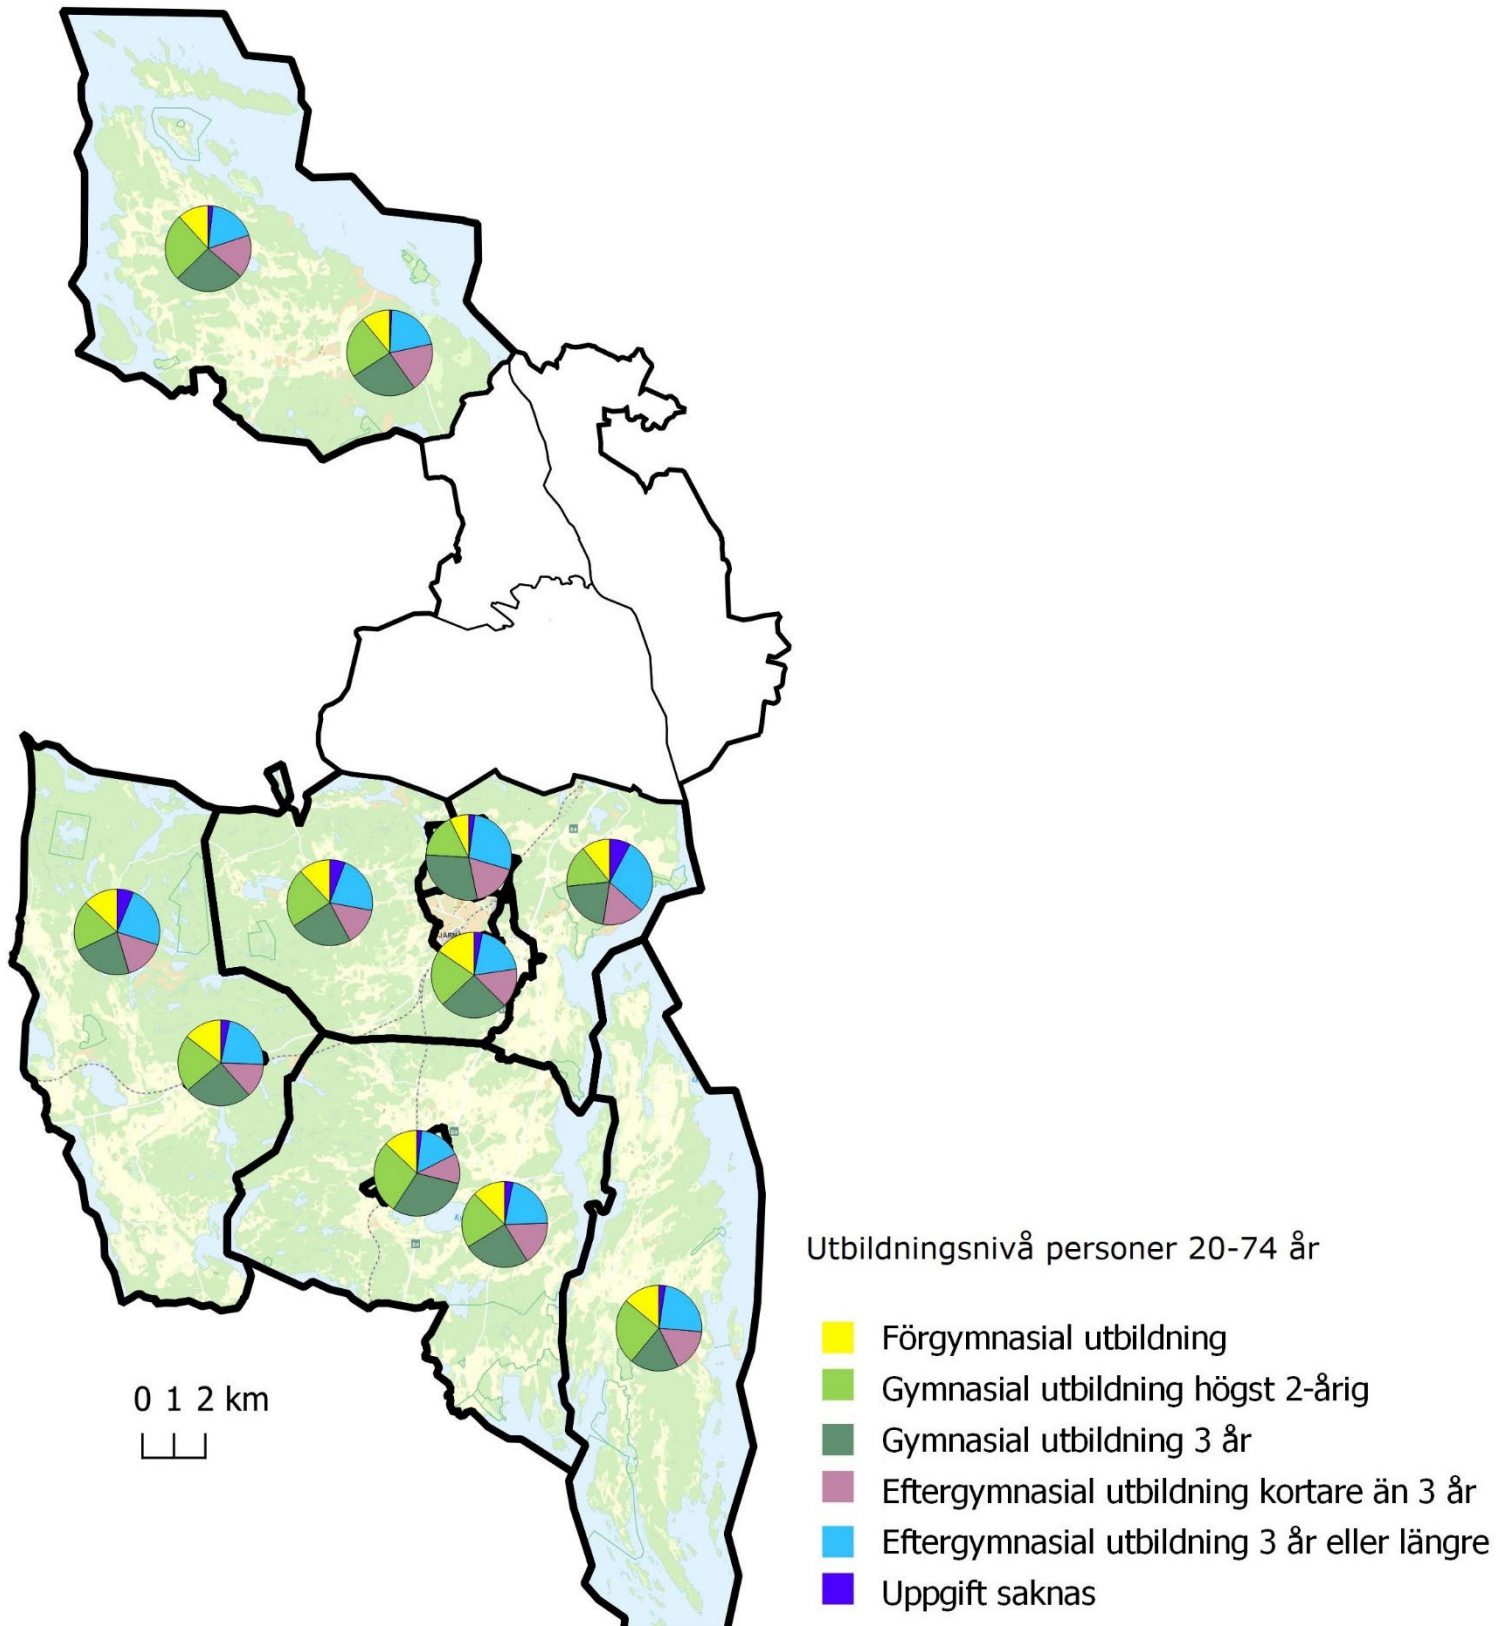 JÄRN
Utbildningsnivå personer 20-74 år
Förgymnasial utbildning
Gymnasial utbildning högst 2-årig
Gymnasial utbildning 3 år
Eftergymnasial utbildning kortare än 3 år
Eftergymnasial utbildning 3 år eller längre
Uppgift saknas
0 1 2 km